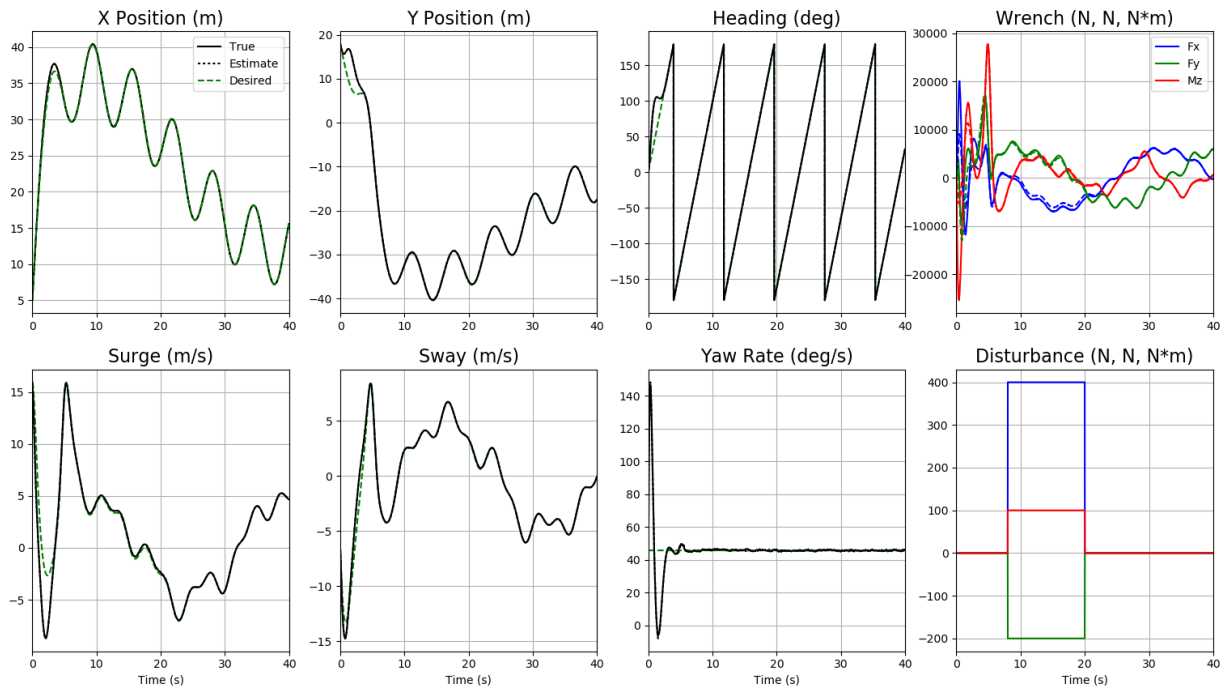 X Position (m)
40
35
30
25
20
15
10
5
0 10 20 30 40
True
Estimate
Desired
Y Position (m)
20
10
0
−10
−20
−30
−40
0 10 20 30 40
Heading (deg)
150
100
50
0
−50
−100
−150
0 10 20 30 40
Wrench (N, N, N*m)
30000
20000
10000
0
−10000
−20000
0 10 20 30 40
Fx
Fy
Mz
Surge (m/s)
15
10
5
0
−5
0 10 20 30 40
Time (s)
Sway (m/s)
5
0
−5
−10
−15
0 10 20 30 40
Time (s)
Yaw Rate (deg/s)
140
120
100
80
60
40
20
0
0 10 20 30 40
Time (s)
Disturbance (N, N, N*m)
400
300
200
100
0
−100
−200
0 10 20 30 40
Time (s)